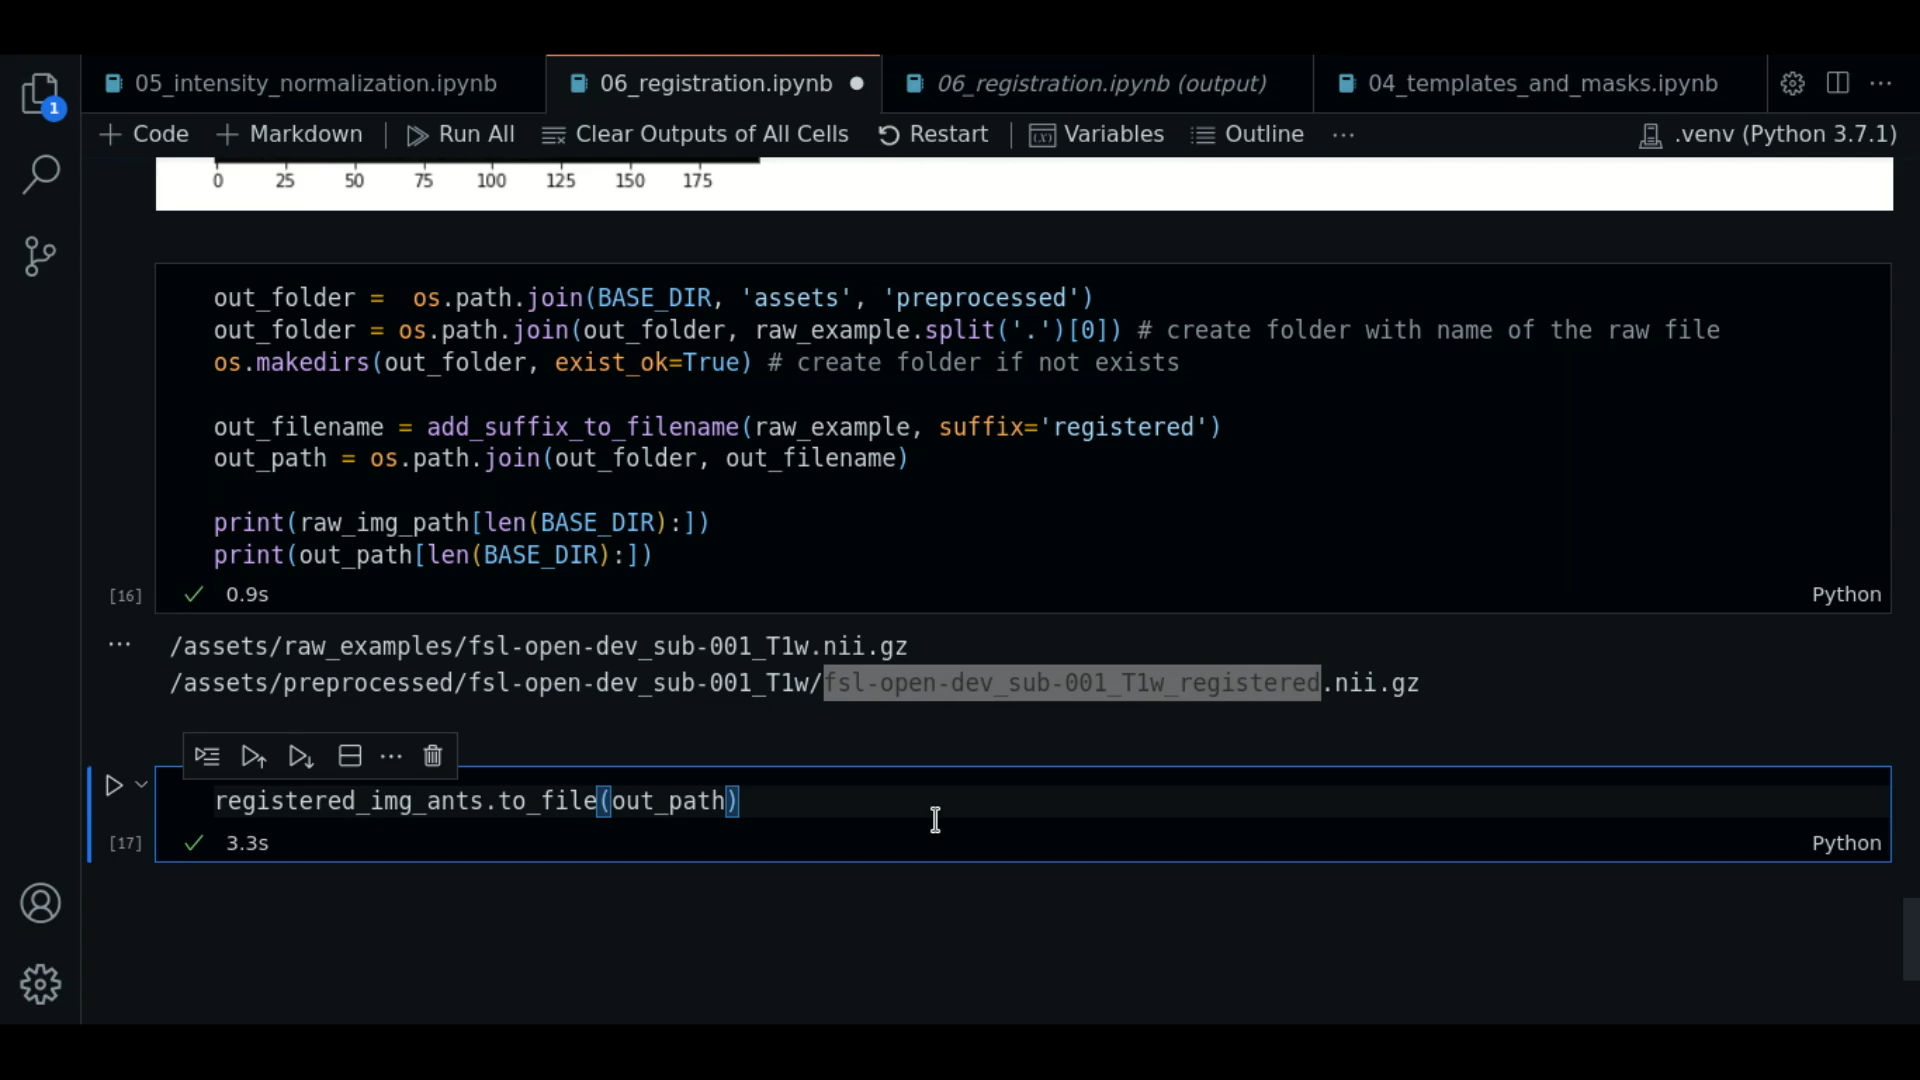 05_intensity_normalization.ipynb 06_registration.ipynb 06_registration.ipynb (output) 04_templates_and_masks.ipynb
1
Code Markdown Run All Clear Outputs of All Cells Restart Variables Outline ... .venv (Python 3.7.1)
0 25 50 75 100 125 150 175
out_folder =  os.path.join(BASE_DIR, 'assets', 'preprocessed')
out_folder = os.path.join(out_folder, raw_example.split('.')[0]) # create folder with name of the raw file
os.makedirs(out_folder, exist_ok=True) # create folder if not exists
out_filename = add_suffix_to_filename(raw_example, suffix='registered')
out_path = os.path.join(out_folder, out_filename)
print(raw_img_path[len(BASE_DIR):])
print(out_path[len(BASE_DIR):])
[16] 0.9s Python
/assets/raw_examples/fsl-open-dev_sub-001_T1w.nii.gz
/assets/preprocessed/fsl-open-dev_sub-001_T1w/fsl-open-dev_sub-001_T1w_registered.nii.gz
registered_img_ants.to_file(out_path)
[17] 3.3s Python